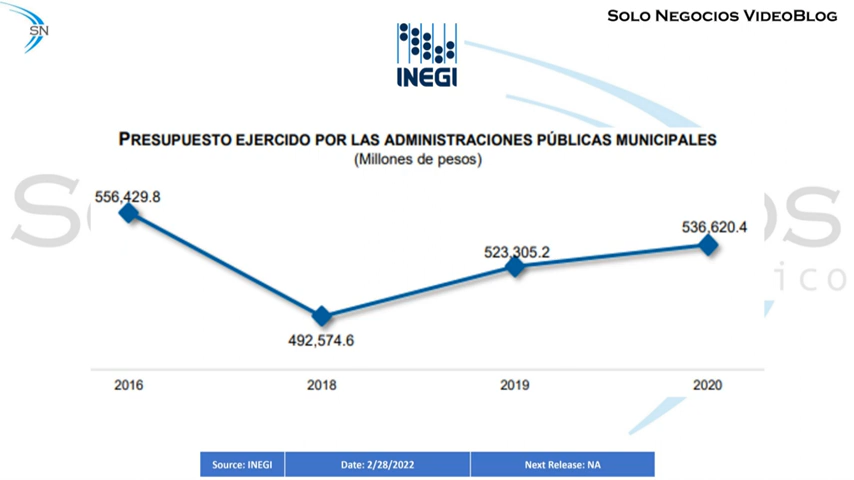 SN
SOLO NEGOCIOS VIDEOBLOG
INEGI
PRESUPUESTO EJERCIDO POR LAS ADMINISTRACIONES PÚBLICAS MUNICIPALES
(Millones de pesos)
556,429.8
536,620.4
523,305.2
492,574.6
2016 2018 2019 2020
Source: INEGI Date: 2/28/2022 Next Release: NA